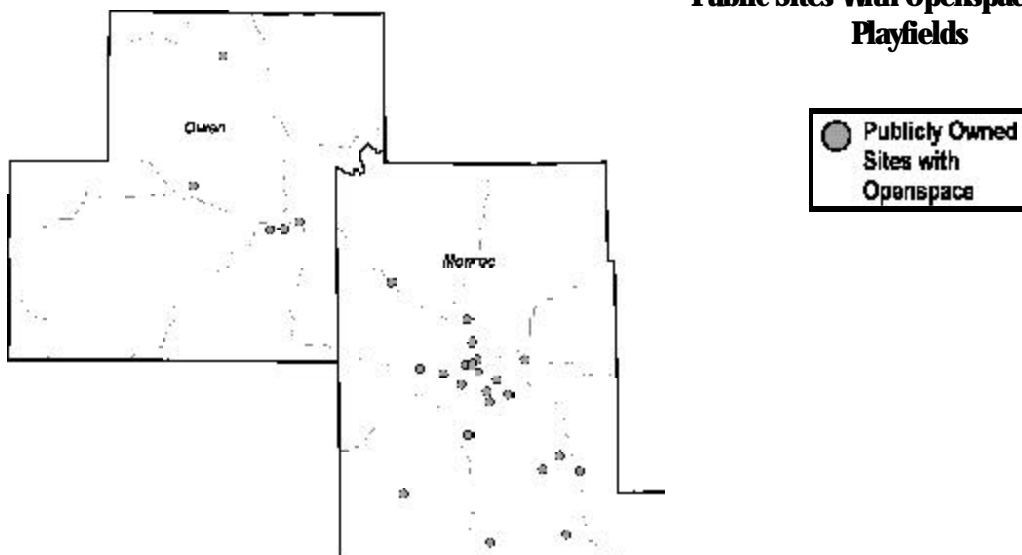 Public Sites With Openspac
Playfields
Owen
Publicly Owned
Sites with
Openspace
Monroe